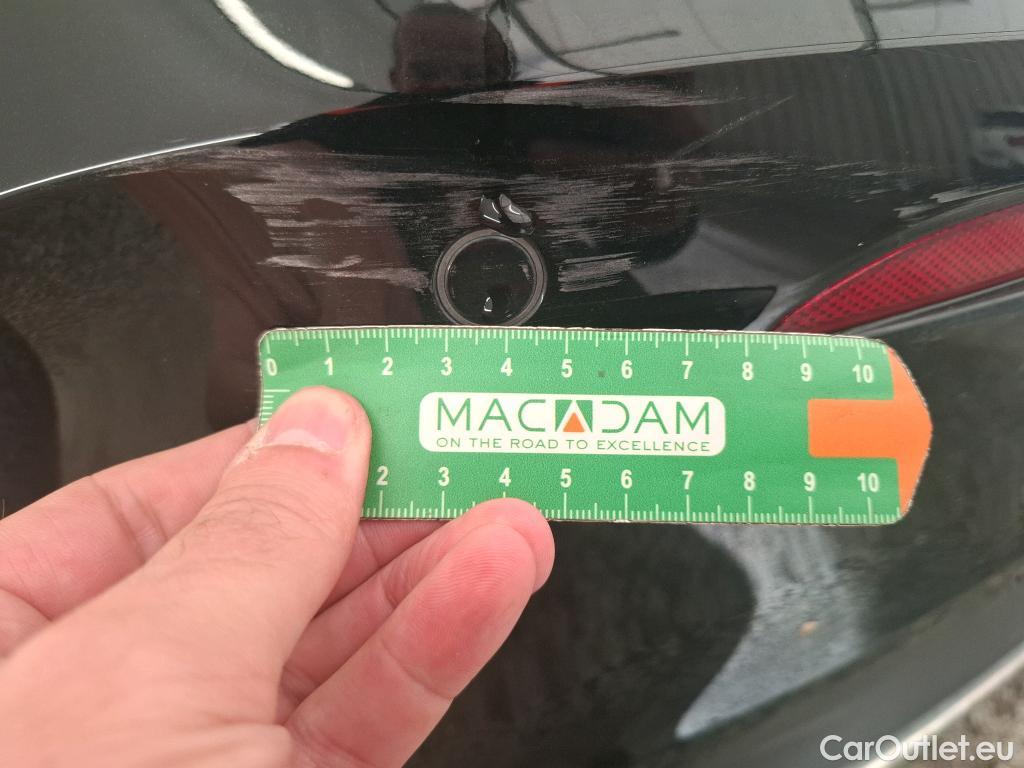 0 1 2 3 4 5 6 7 8 9 10
MACADAM
ON THE ROAD TO EXCELLENCE
2 3 4 5 6 7 8 9 10
CarOutlet.eu